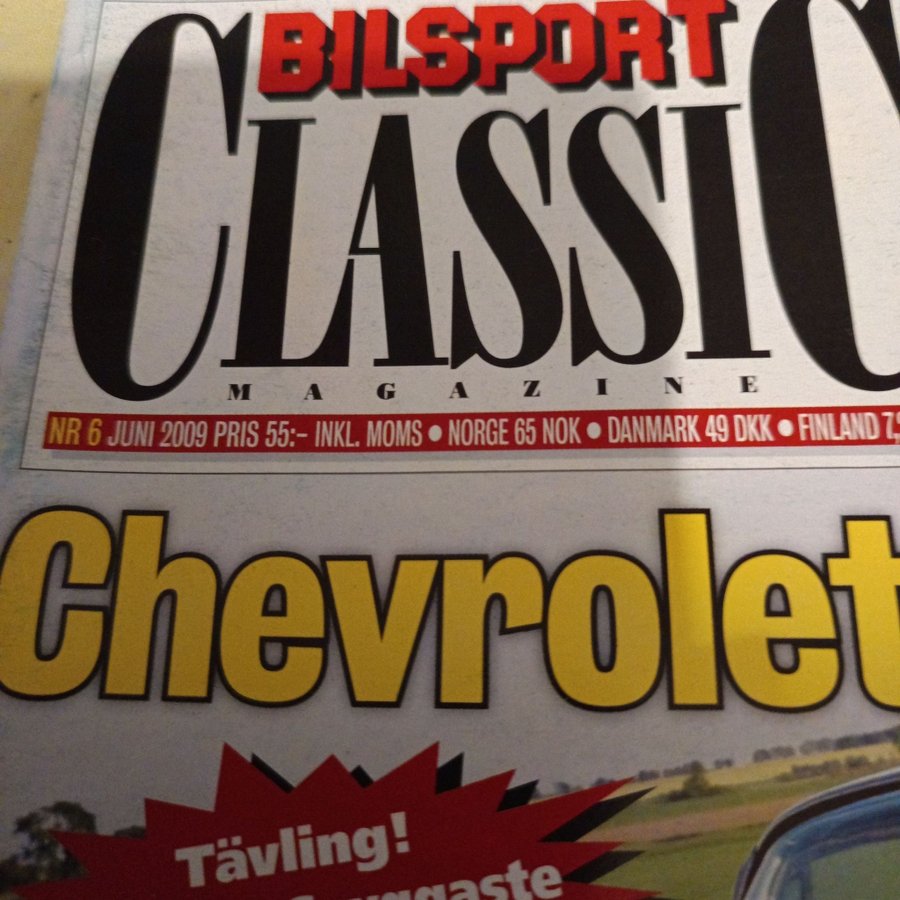 BILSPORT
CLASSIC
MAGAZINE
NR 6 JUNI 2009 PRIS 55:- INKL. MOMS • NORGE 65 NOK • DANMARK 49 DKK • FINLAND
Chevrolet
Tävling!